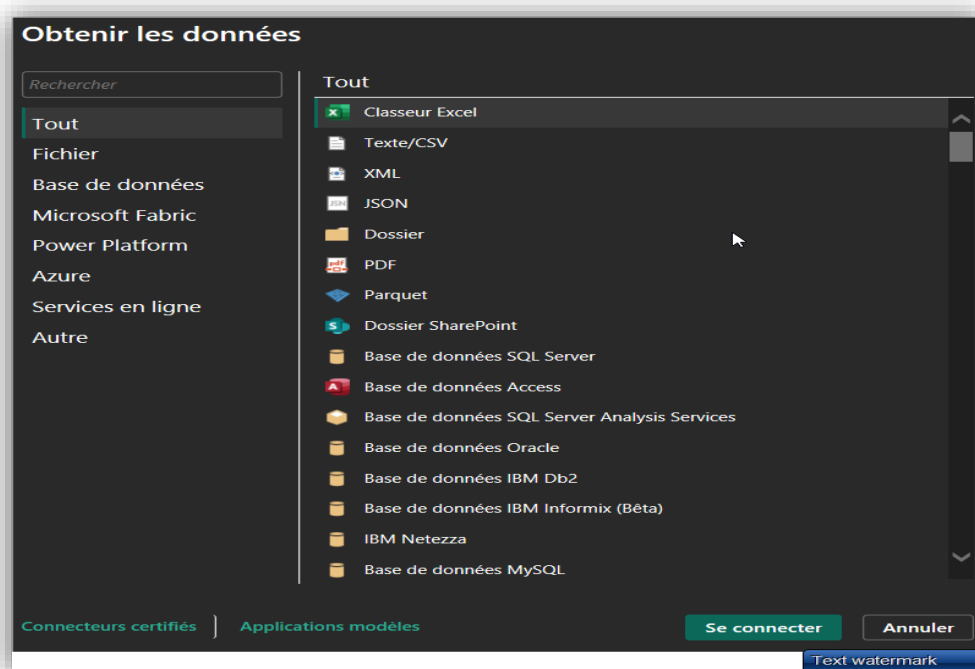 Obtenir les données
Rechercher
Tout
Fichier
Base de données
Microsoft Fabric
Power Platform
Azure
Services en ligne
Autre
Tout
Classeur Excel
Texte/CSV
XML
JSON
Dossier
PDF
Parquet
Dossier SharePoint
Base de données SQL Server
Base de données Access
Base de données SQL Server Analysis Services
Base de données Oracle
Base de données IBM Db2
Base de données IBM Informix (Bêta)
IBM Netezza
Base de données MySQL
Connecteurs certifiés
Applications modèles
Se connecter
Annuler
Text watermark